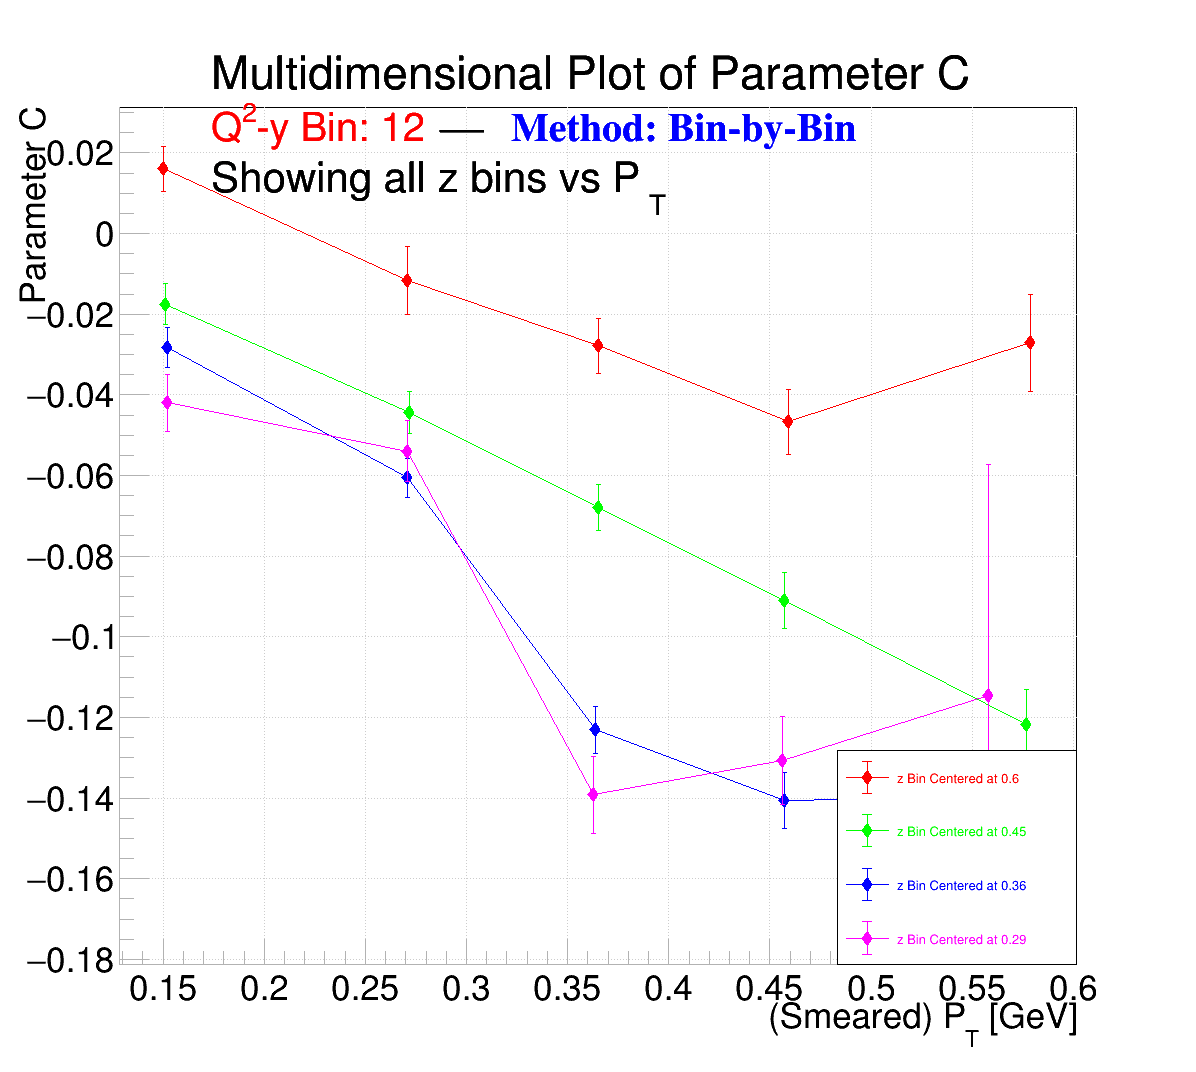 Multidimensional Plot of Parameter C
Q²-y Bin: 12 — Method: Bin-by-Bin
Showing all z bins vs P_T
Parameter C
0.02
0
−0.02
−0.04
−0.06
−0.08
−0.1
−0.12
−0.14
−0.16
−0.18
z Bin Centered at 0.6
z Bin Centered at 0.45
z Bin Centered at 0.36
z Bin Centered at 0.29
0.15 0.2 0.25 0.3 0.35 0.4 0.45 0.5 0.55 0.6
(Smeared) P_T [GeV]